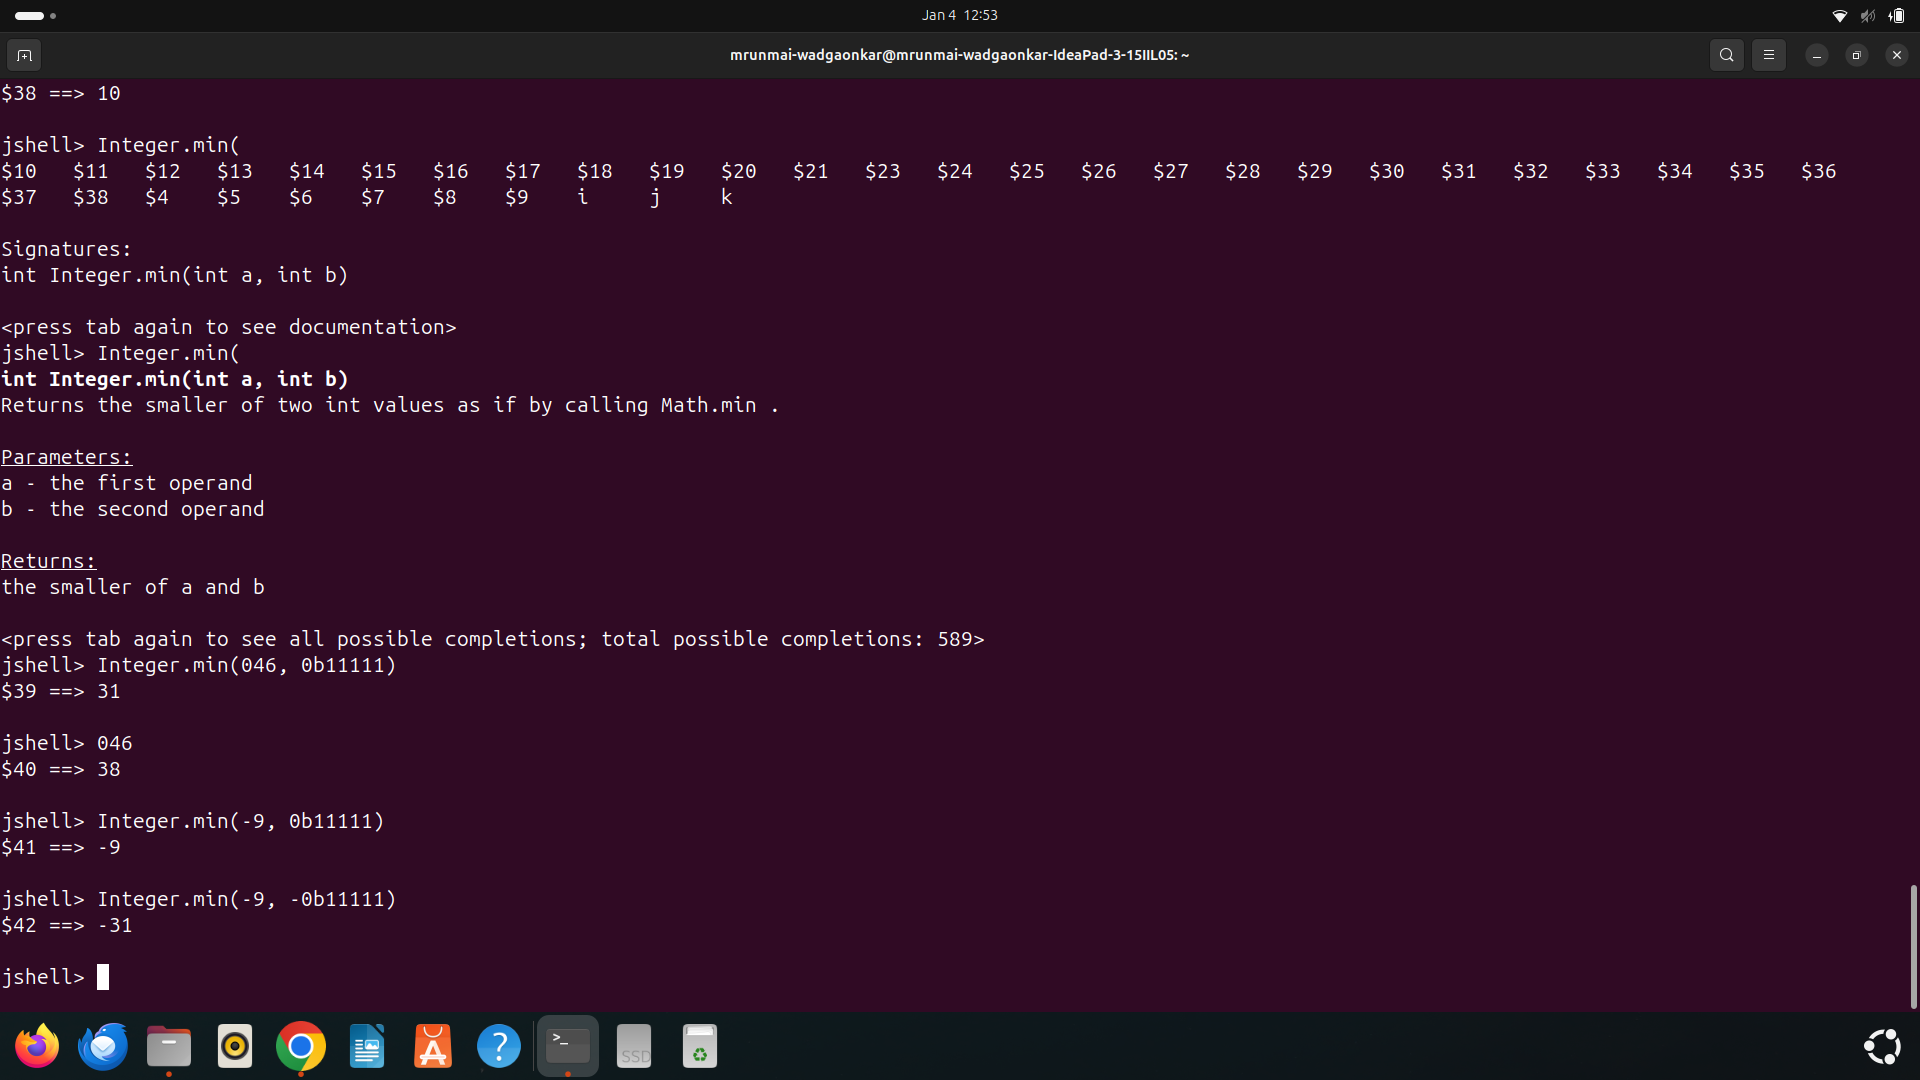 Jan 4 12:53
mrunmai-wadgaonkar@mrunmai-wadgaonkar-IdeaPad-3-15IIL05: ~
$38 ==> 10
jshell> Integer.min(
$10 $11 $12 $13 $14 $15 $16 $17 $18 $19 $20 $21 $23 $24 $25 $26 $27 $28 $29 $30 $31 $32 $33 $34 $35 $36
$37 $38 $4 $5 $6 $7 $8 $9 i j k
Signatures:
int Integer.min(int a, int b)
<press tab again to see documentation>
jshell> Integer.min(
int Integer.min(int a, int b)
Returns the smaller of two int values as if by calling Math.min .
Parameters:
a - the first operand
b - the second operand
Returns:
the smaller of a and b
<press tab again to see all possible completions; total possible completions: 589>
jshell> Integer.min(046, 0b11111)
$39 ==> 31
jshell> 046
$40 ==> 38
jshell> Integer.min(-9, 0b11111)
$41 ==> -9
jshell> Integer.min(-9, -0b11111)
$42 ==> -31
jshell>
>_
SSD